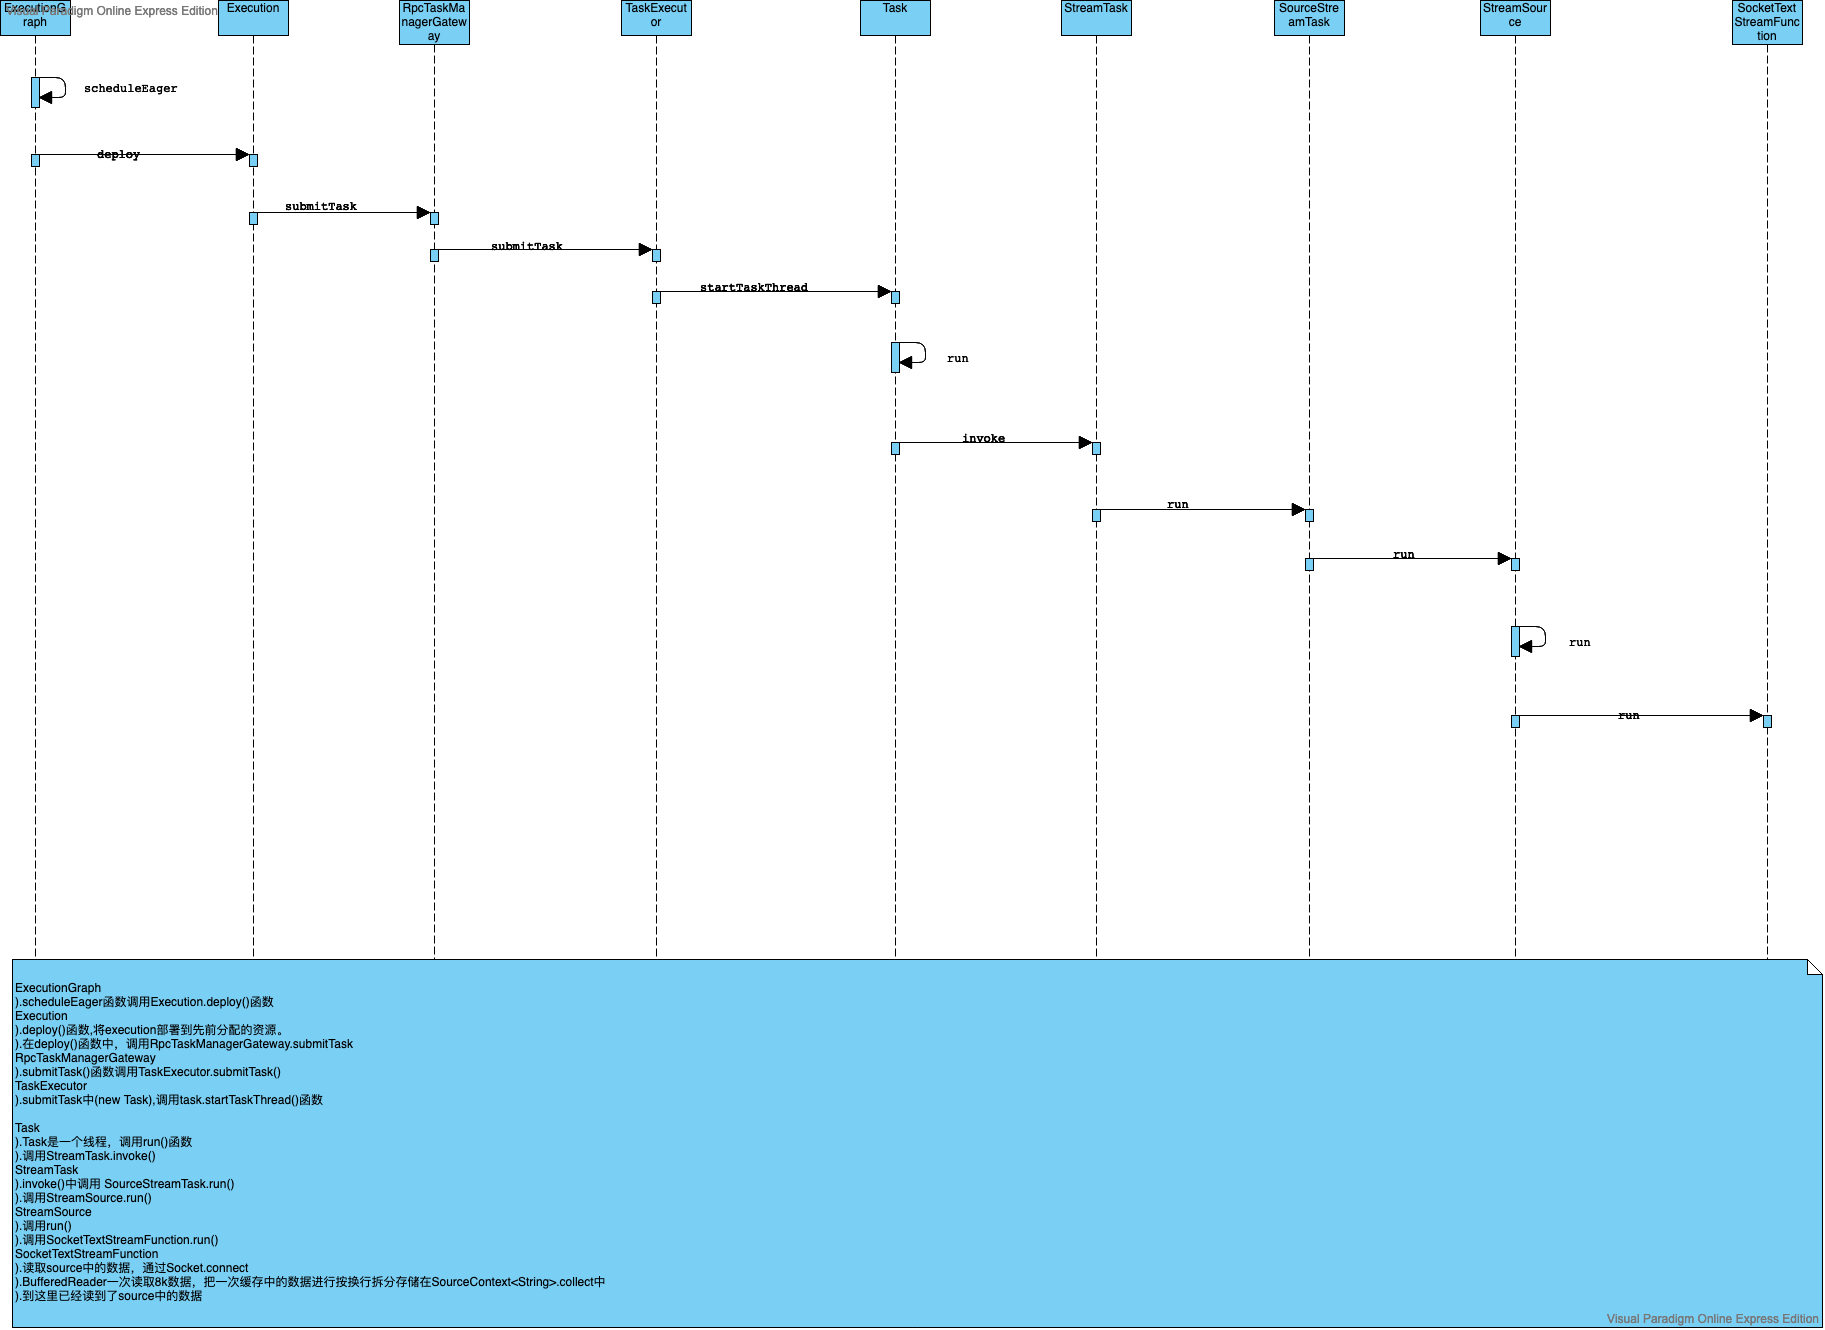 Visual Paradigm Online Express Edition
ExecutionG
raph
Execution
RpcTaskMa
nagerGatew
ay
TaskExecut
or
Task
StreamTask
SourceStre
amTask
StreamSour
ce
SocketText
StreamFunc
tion
scheduleEager
deploy
submitTask
submitTask
startTaskThread
run
invoke
run
run
run
run
ExecutionGraph
).scheduleEager函数调用Execution.deploy()函数
Execution
).deploy()函数,将execution部署到先前分配的资源。
).在deploy()函数中，调用RpcTaskManagerGateway.submitTask
RpcTaskManagerGateway
).submitTask()函数调用TaskExecutor.submitTask()
TaskExecutor
).submitTask中(new Task),调用task.startTaskThread()函数
Task
).Task是一个线程，调用run()函数
).调用StreamTask.invoke()
StreamTask
).invoke()中调用 SourceStreamTask.run()
).调用StreamSource.run()
StreamSource
).调用run()
).调用SocketTextStreamFunction.run()
SocketTextStreamFunction
).读取source中的数据，通过Socket.connect
).BufferedReader一次读取8k数据，把一次缓存中的数据进行按换行拆分存储在SourceContext<String>.collect中
).到这里已经读到了source中的数据
Visual Paradigm Online Express Edition